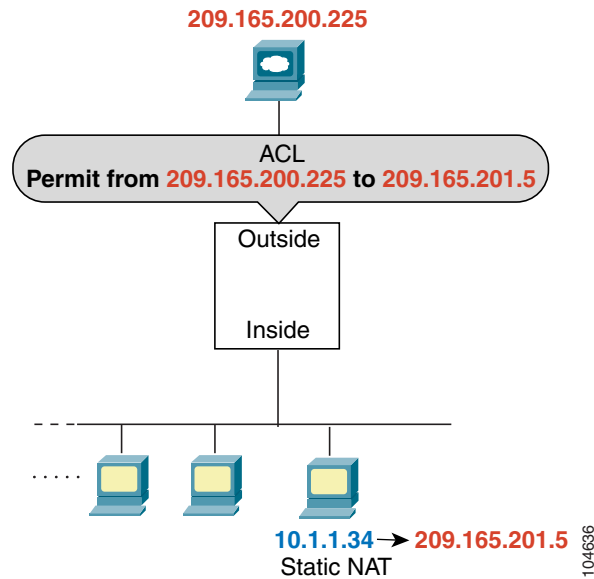 209.165.200.225
ACL
Permit from 209.165.200.225 to 209.165.201.5
Outside
Inside
10.1.1.34 209.165.201.5
Static NAT
104636